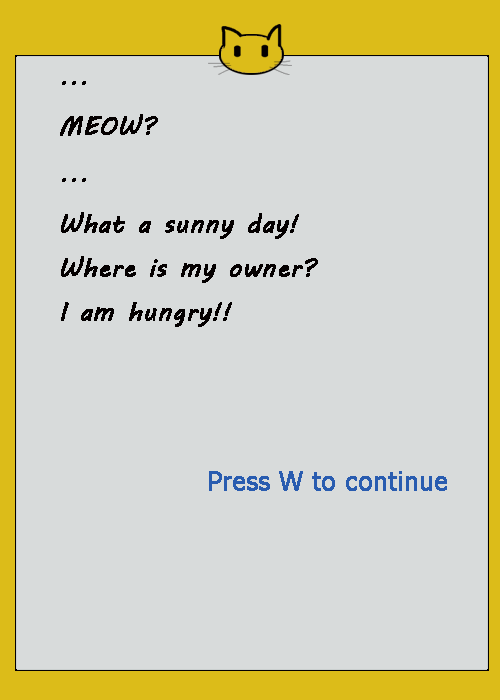 ...
MEOW?
...
What a sunny day!
Where is my owner?
I am hungry!!
Press W to continue